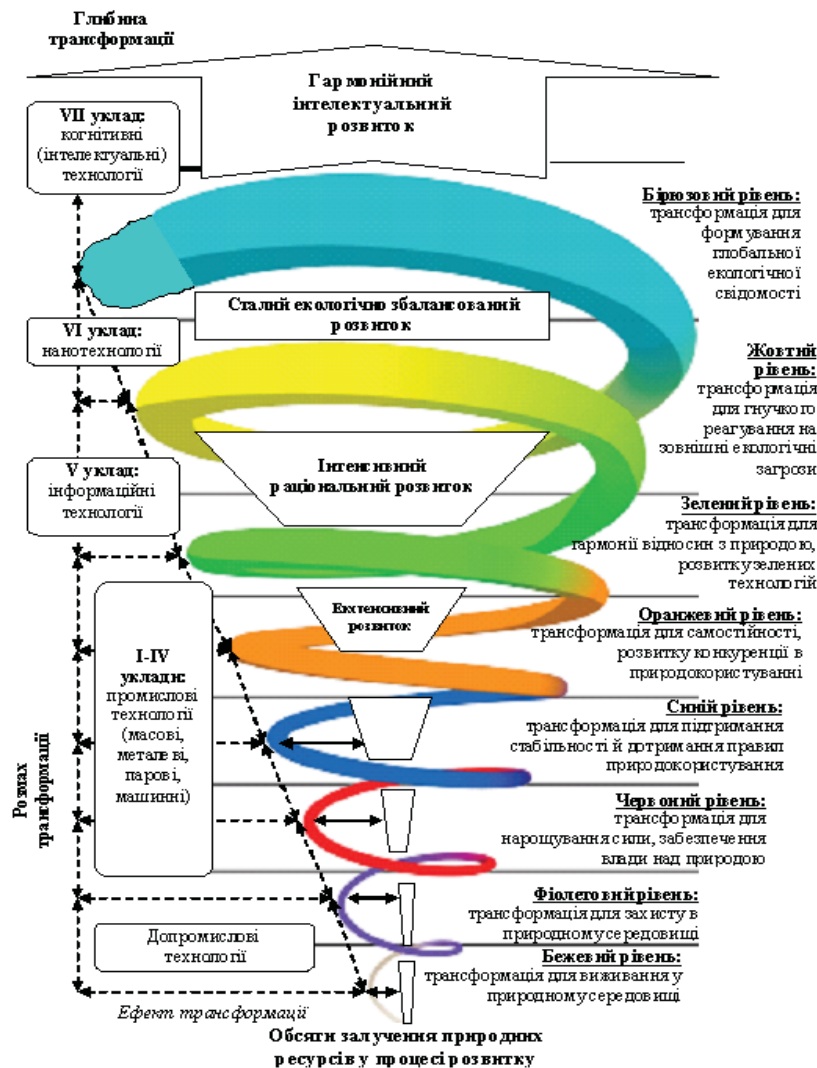 Глибина
трансформації
Гармонійний
інтелектуальний
розвиток
VII уклад:
когнітивні
(інтелектуальні)
технології
Бірюзовий рівень:
трансформація для
формування
глобальної
екологічної
свідомості
Сталий екологічно збалансований
розвиток
VI уклад:
нанотехнології
Жовтий
рівень:
трансформація
для гнучкого
реагування на
зовнішні екологічні
загрози
Інтенсивний
раціональний розвиток
V уклад:
інформаційні
технології
Зелений рівень:
трансформація для
гармонії відносин з природою,
розвитку зелених
технологій
Екстенсивний
розвиток
Оранжевий рівень:
трансформація для самостійності,
розвитку конкуренції в
природокористуванні
I-IV
уклади:
промислові
технології
(масові,
металеві,
парові,
машинні)
Синій рівень:
трансформація для підтримання
стабільності й дотримання правил
природокористування
Розмах
трансформації
Червоний рівень:
трансформація для
нарощування сили, забезпечення
влади над природою
Фіолетовий рівень:
трансформація для захисту в
природному середовищі
Допромислові
технології
Бежевий рівень:
трансформація для виживання у
природному середовищі
Ефект трансформації
Обсяги залучення природних
ресурсів у процесі розвитку